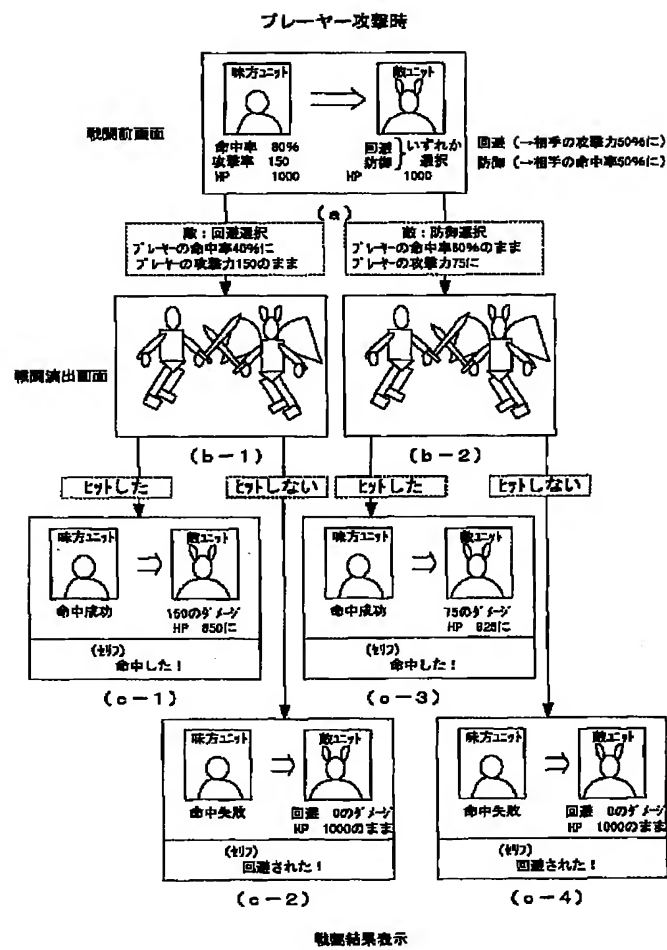 プレーヤー攻撃時
味方ユニット
敵ユニット
戦闘前画面
命中率 80%
攻撃率 150
HP 1000
回避
防御
いずれか
選択
HP 1000
回避(→相手の攻撃力50%に)
防御(→相手の命中率50%に)
(a)
敵:回避選択
プレーヤーの命中率40%に
プレーヤーの攻撃力150のまま
敵:防御選択
プレーヤーの命中率80%のまま
プレーヤーの攻撃力75に
戦闘演出画面
(b-1)
(b-2)
ヒットした
ヒットしない
ヒットした
ヒットしない
味方ユニット
敵ユニット
命中成功
150のダメージ
HP 850に
(セリフ)
命中した!
(c-1)
味方ユニット
敵ユニット
命中成功
75のダメージ
HP 925に
(セリフ)
命中した!
(c-3)
味方ユニット
敵ユニット
命中失敗
回避 0のダメージ
HP 1000のまま
(セリフ)
回避された!
(c-2)
味方ユニット
敵ユニット
命中失敗
回避 0のダメージ
HP 1000のまま
(セリフ)
回避された!
(c-4)
戦闘結果表示